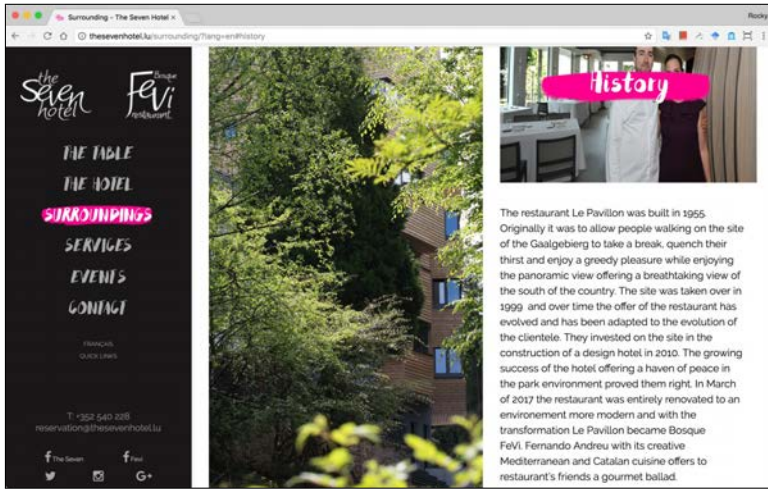 Surrounding - The Seven Hotel
Rocky
thesevenhotel.lu/surrounding/?lang=en#history
the
Seven
hotel
Bosque
FeVi
restaurant
THE TABLE
THE HOTEL
SURROUNDINGS
SERVICES
EVENTS
CONTACT
FRANÇAIS
QUICK LINKS
T: +352 540 228
reservation@thesevenhotel.lu
The Seven
Fevi
G+
History
The restaurant Le Pavillon was built in 1955.
Originally it was to allow people walking on the site
of the Gaalgebierg to take a break, quench their
thirst and enjoy a greedy pleasure while enjoying
the panoramic view offering a breathtaking view of
the south of the country. The site was taken over in
1999 and over time the offer of the restaurant has
evolved and has been adapted to the evolution of
the clientele. They invested on the site in the
construction of a design hotel in 2010. The growing
success of the hotel offering a haven of peace in
the park environment proved them right. In March
of 2017 the restaurant was entirely renovated to an
environement more modern and with the
transformation Le Pavillon became Bosque
FeVi. Fernando Andreu with its creative
Mediterranean and Catalan cuisine offers to
restaurant's friends a gourmet ballad.